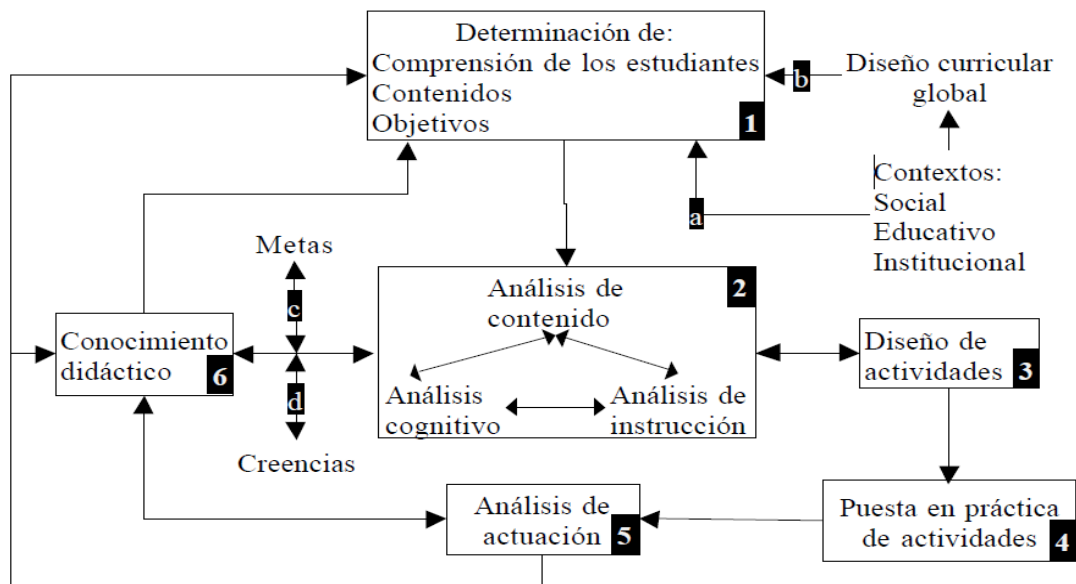 Determinación de:
Comprensión de los estudiantes
Contenidos
Objetivos
1
b
Diseño curricular
global
a
Contextos:
Social
Educativo
Institucional
Metas
c
Conocimiento
didáctico
6
d
Creencias
2
Análisis de
contenido
Análisis
cognitivo
Análisis de
instrucción
Diseño de
actividades
3
Puesta en práctica
de actividades
4
Análisis de
actuación
5